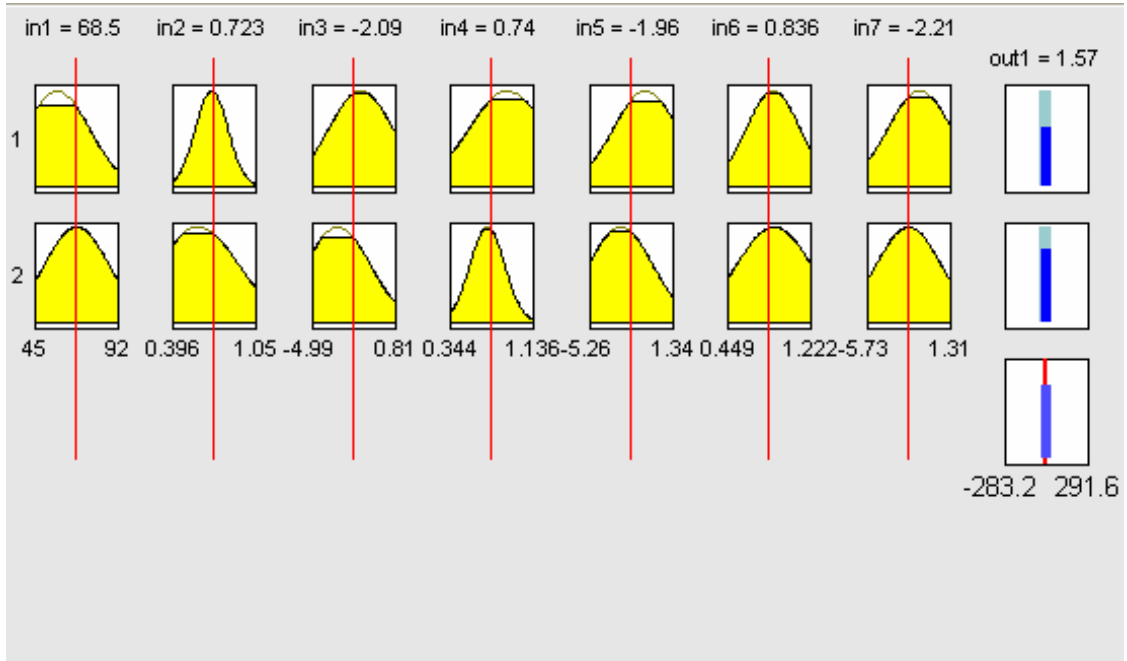 in1 = 68.5 in2 = 0.723 in3 = -2.09 in4 = 0.74 in5 = -1.96 in6 = 0.836 in7 = -2.21
out1 = 1.57
1
2
45 92 0.396 1.05 -4.99 0.81 0.344 1.136 -5.26 1.34 0.449 1.222 -5.73 1.31
-283.2 291.6